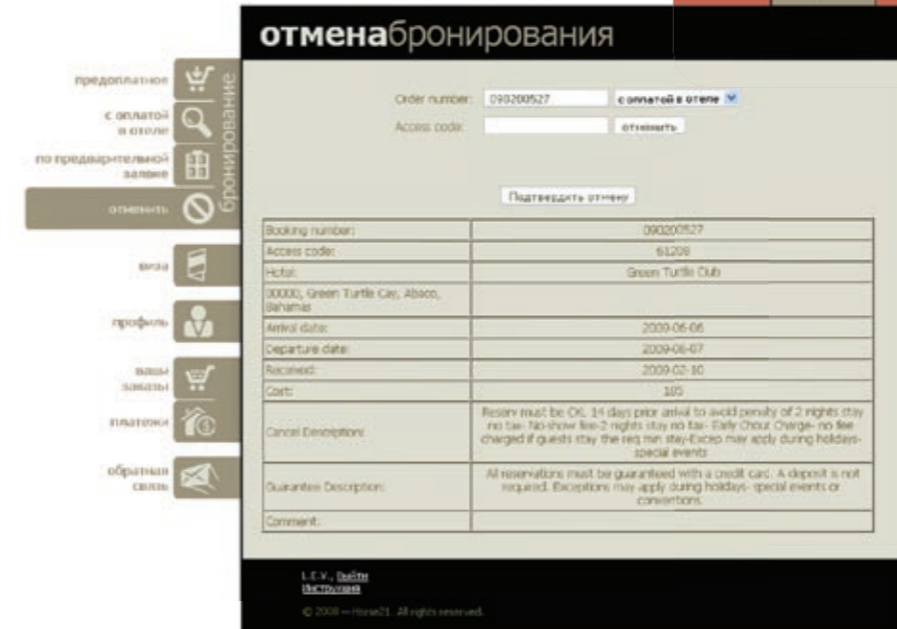 отменабронирования
предоплатное
с оплатой
в отеле
по предварительной
заявке
отменить
бронирование
виза
профиль
ваши
заказы
платежи
обратная
связь
Order number: 090200527 с оплатой в отеле
Access code: отменить
Подтвердить отмену
Booking number: 090200527
Access code: 61208
Hotel: Green Turtle Club
00000, Green Turtle Cay, Abaco,
Bahamas
Arrival date: 2009-06-06
Departure date: 2009-06-07
Received: 2009-02-10
Cost: 185
Cancel Description: Reserv must be CXL 14 days prior arrival to avoid penalty of 2 nights stay
no tax- No-show fee-2 nights stay no tax- Early Chout Charge- no fee
charged if guests stay the req min stay-Excep may apply during holidays-
special events
Guarantee Description: All reservations must be guaranteed with a credit card. A deposit is not
required. Exceptions may apply during holidays- special events or
conventions
Comment:
L.E.V., Выйти
Инструкция
© 2008 — Horse21. All rights reserved.